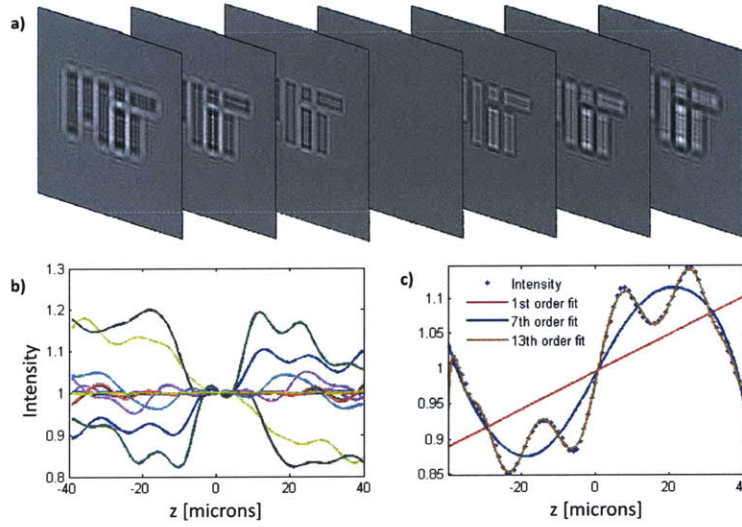 a)
b)
1.3
1.2
1.1
1
0.9
0.8
Intensity
-40
-20
0
20
40
z [microns]
c)
Intensity
1st order fit
7th order fit
13th order fit
1.1
1.05
1
0.95
0.9
0.85
-20
0
20
40
z [microns]